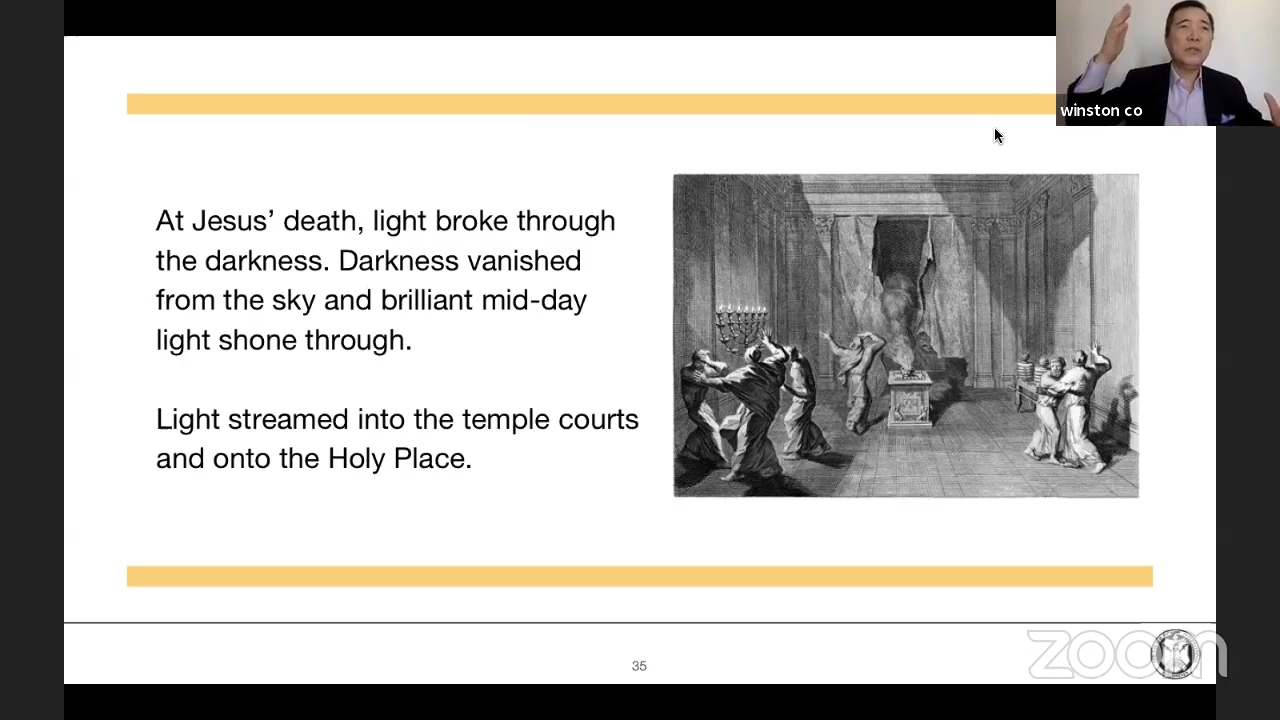 winston co
At Jesus’ death, light broke through
the darkness. Darkness vanished
from the sky and brilliant mid-day
light shone through.
Light streamed into the temple courts
and onto the Holy Place.
35
zoom